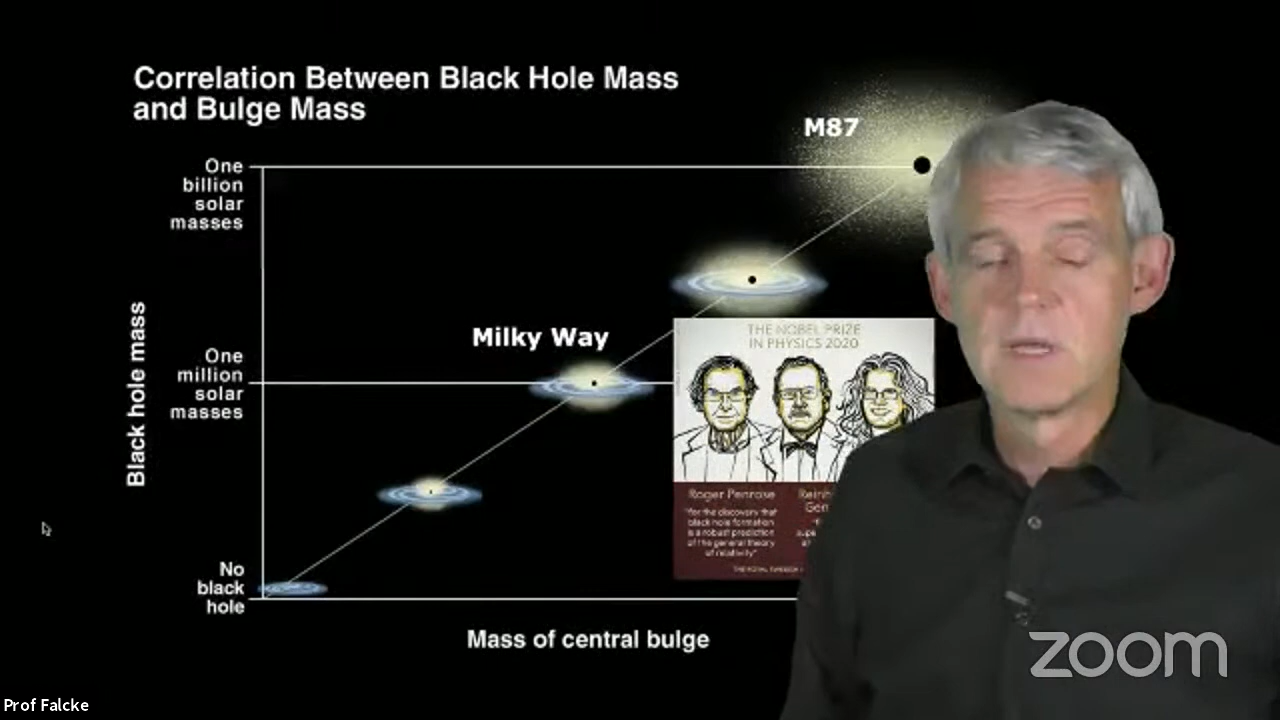 Correlation Between Black Hole Mass
and Bulge Mass
M87
One
billion
solar
masses
Milky Way
One
million
solar
masses
Black hole mass
THE NOBEL PRIZE
IN PHYSICS 2020
Roger Penrose
"for the discovery that
black hole formation
is a robust prediction
of the general theory
of relativity"
No
black
hole
Mass of central bulge
zoom
Prof Falcke